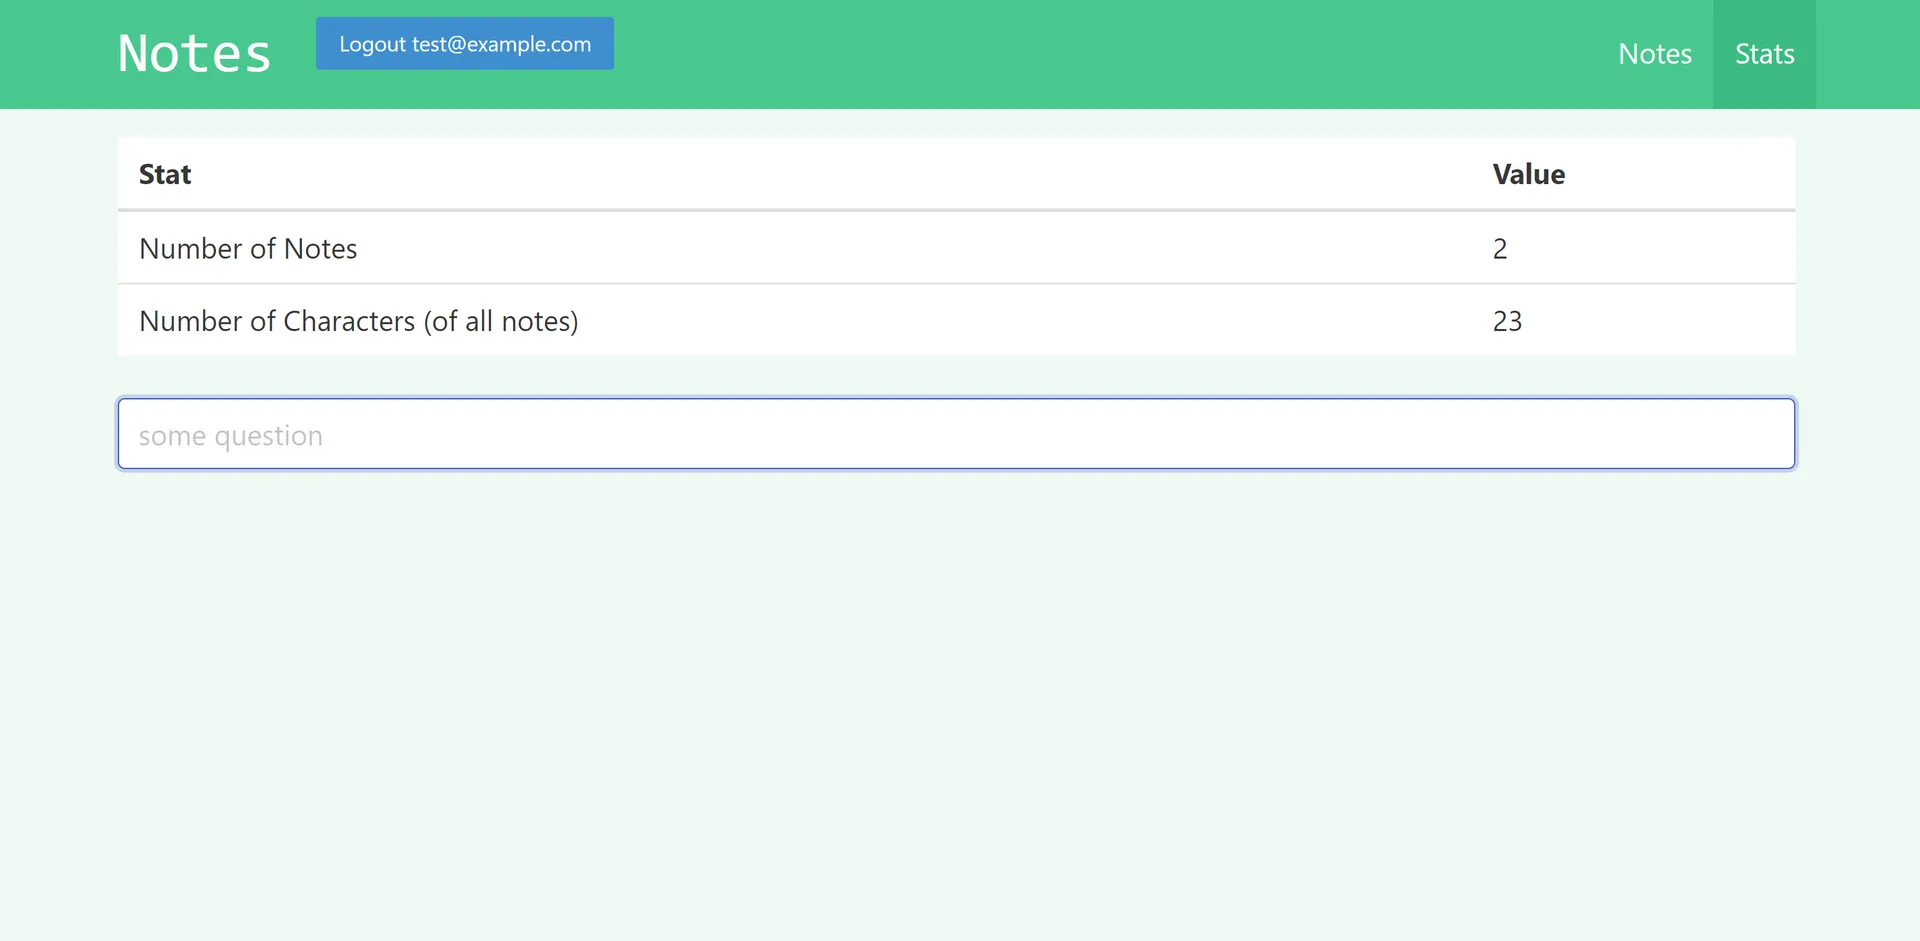 Notes
Logout test@example.com
Notes
Stats
Stat Value
Number of Notes 2
Number of Characters (of all notes) 23
some question